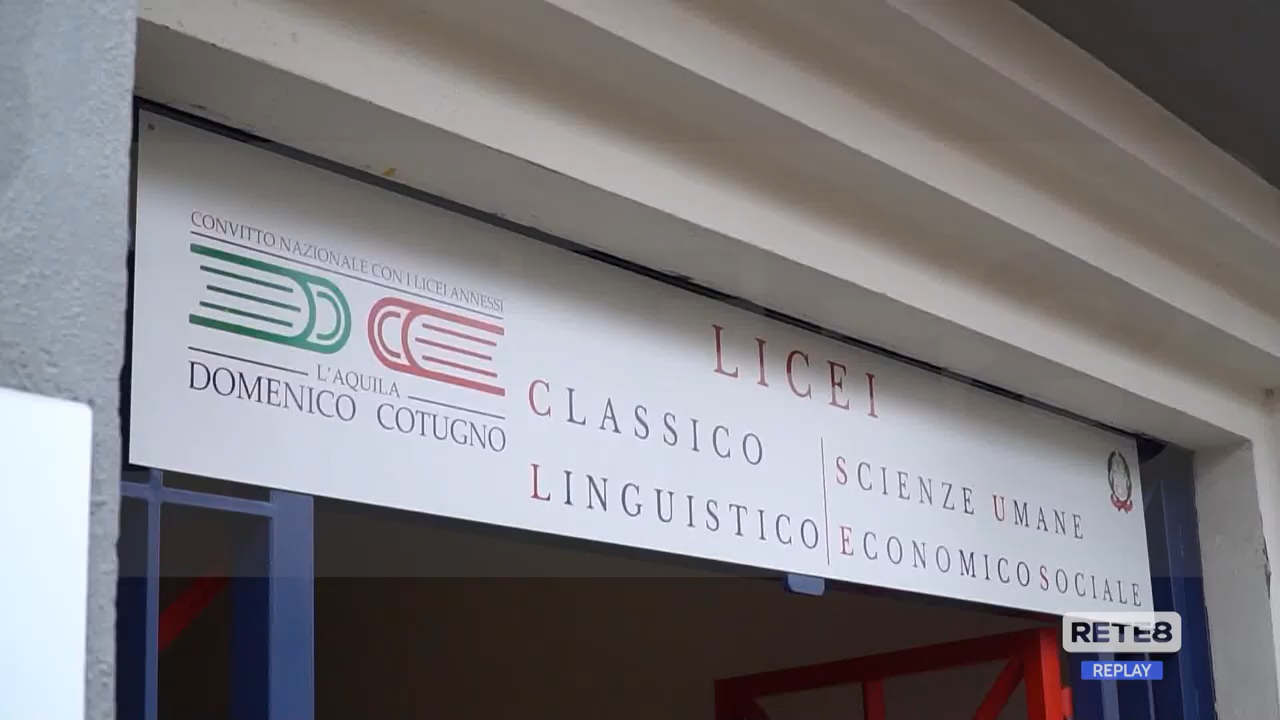 CONVITTO NAZIONALE CON I LICEI ANNESSI
L'AQUILA
DOMENICO COTUGNO
LICEI
CLASSICO
LINGUISTICO
SCIENZE UMANE
ECONOMICO SOCIALE
RETE8
REPLAY